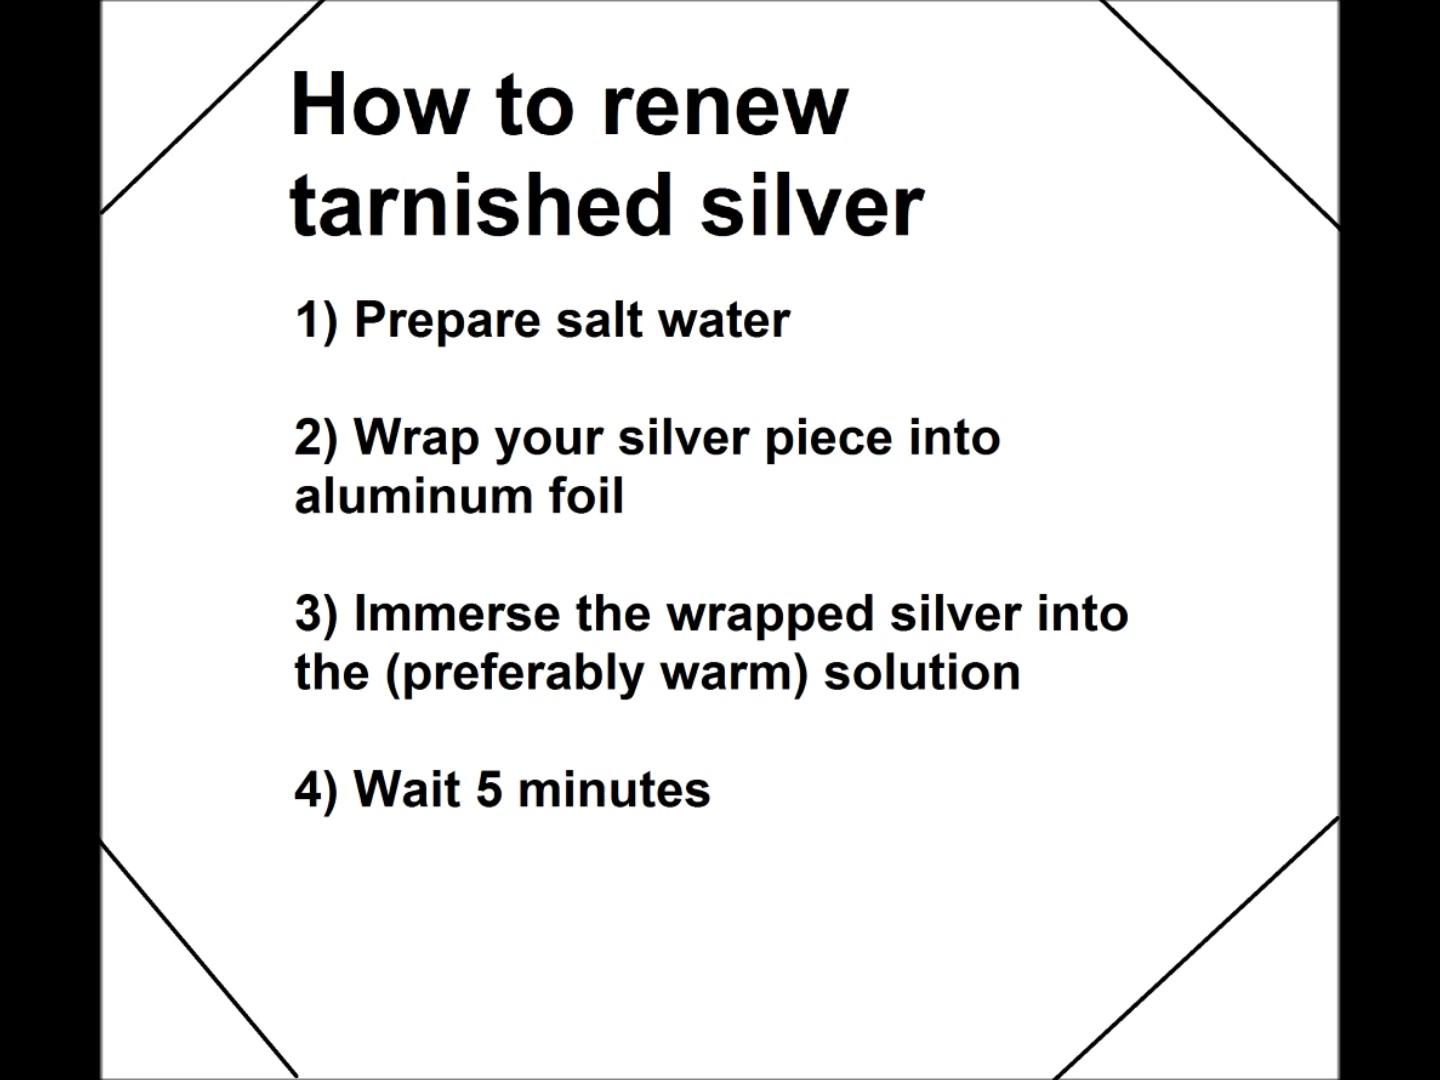 How to renew
tarnished silver
1) Prepare salt water
2) Wrap your silver piece into
aluminum foil
3) Immerse the wrapped silver into
the (preferably warm) solution
4) Wait 5 minutes